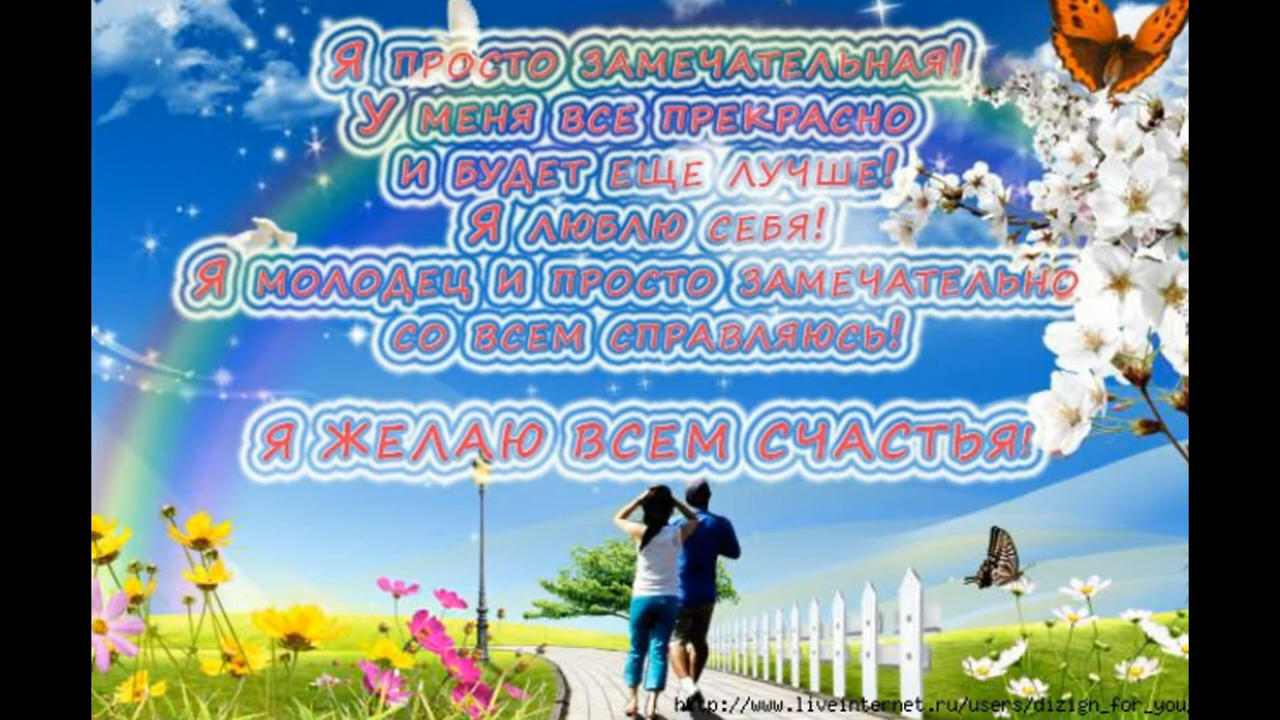 Я ПРОСТО ЗАМЕЧАТЕЛЬНАЯ!
У МЕНЯ ВСЕ ПРЕКРАСНО
И БУДЕТ ЕЩЕ ЛУЧШЕ!
Я ЛЮБЛЮ СЕБЯ!
Я МОЛОДЕЦ И ПРОСТО ЗАМЕЧАТЕЛЬНО
СО ВСЕМ СПРАВЛЯЮСЬ!
Я ЖЕЛАЮ ВСЕМ СЧАСТЬЯ!
http://www.liveinternet.ru/users/dizign_for_you